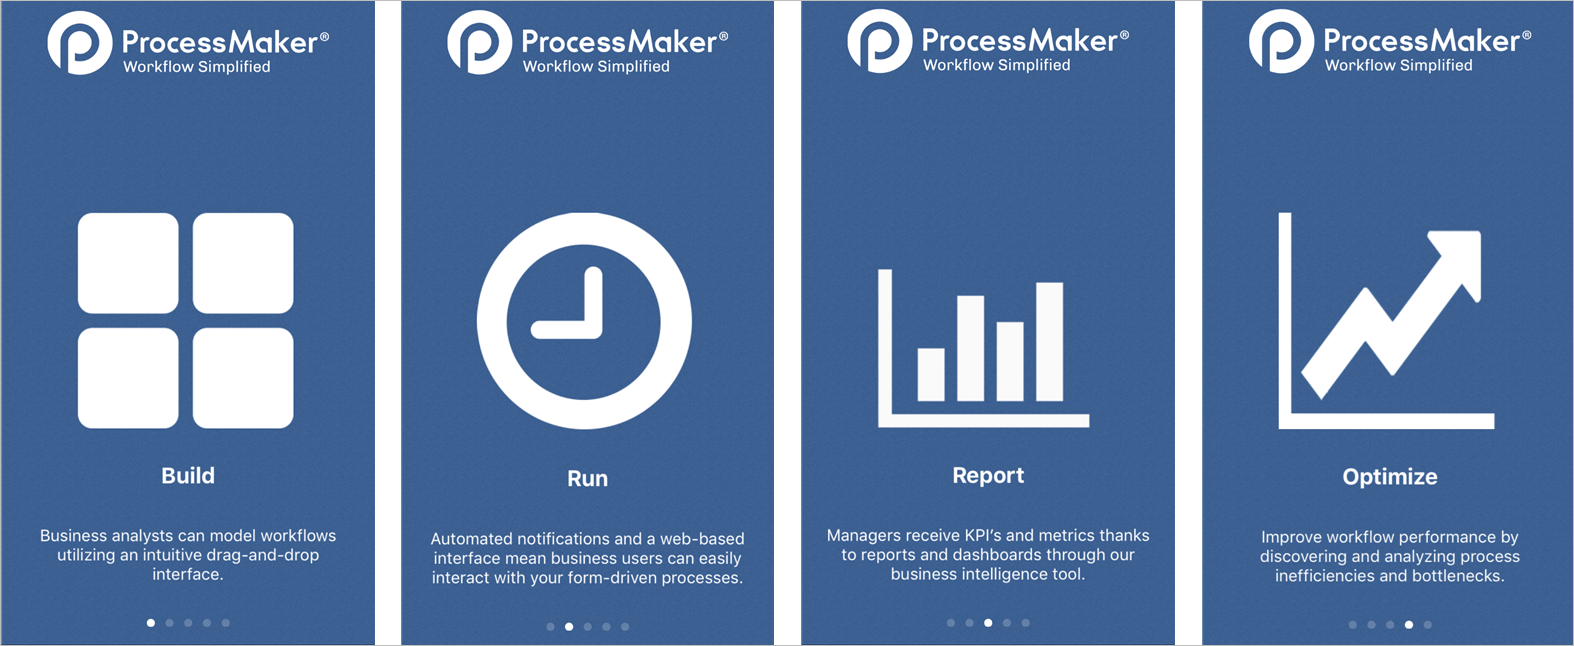 ProcessMaker®
Workflow Simplified
Build
Business analysts can model workflows
utilizing an intuitive drag-and-drop
interface.
ProcessMaker®
Workflow Simplified
Run
Automated notifications and a web-based
interface mean business users can easily
interact with your form-driven processes.
ProcessMaker®
Workflow Simplified
Report
Managers receive KPI's and metrics thanks
to reports and dashboards through our
business intelligence tool.
ProcessMaker®
Workflow Simplified
Optimize
Improve workflow performance by
discovering and analyzing process
inefficiencies and bottlenecks.